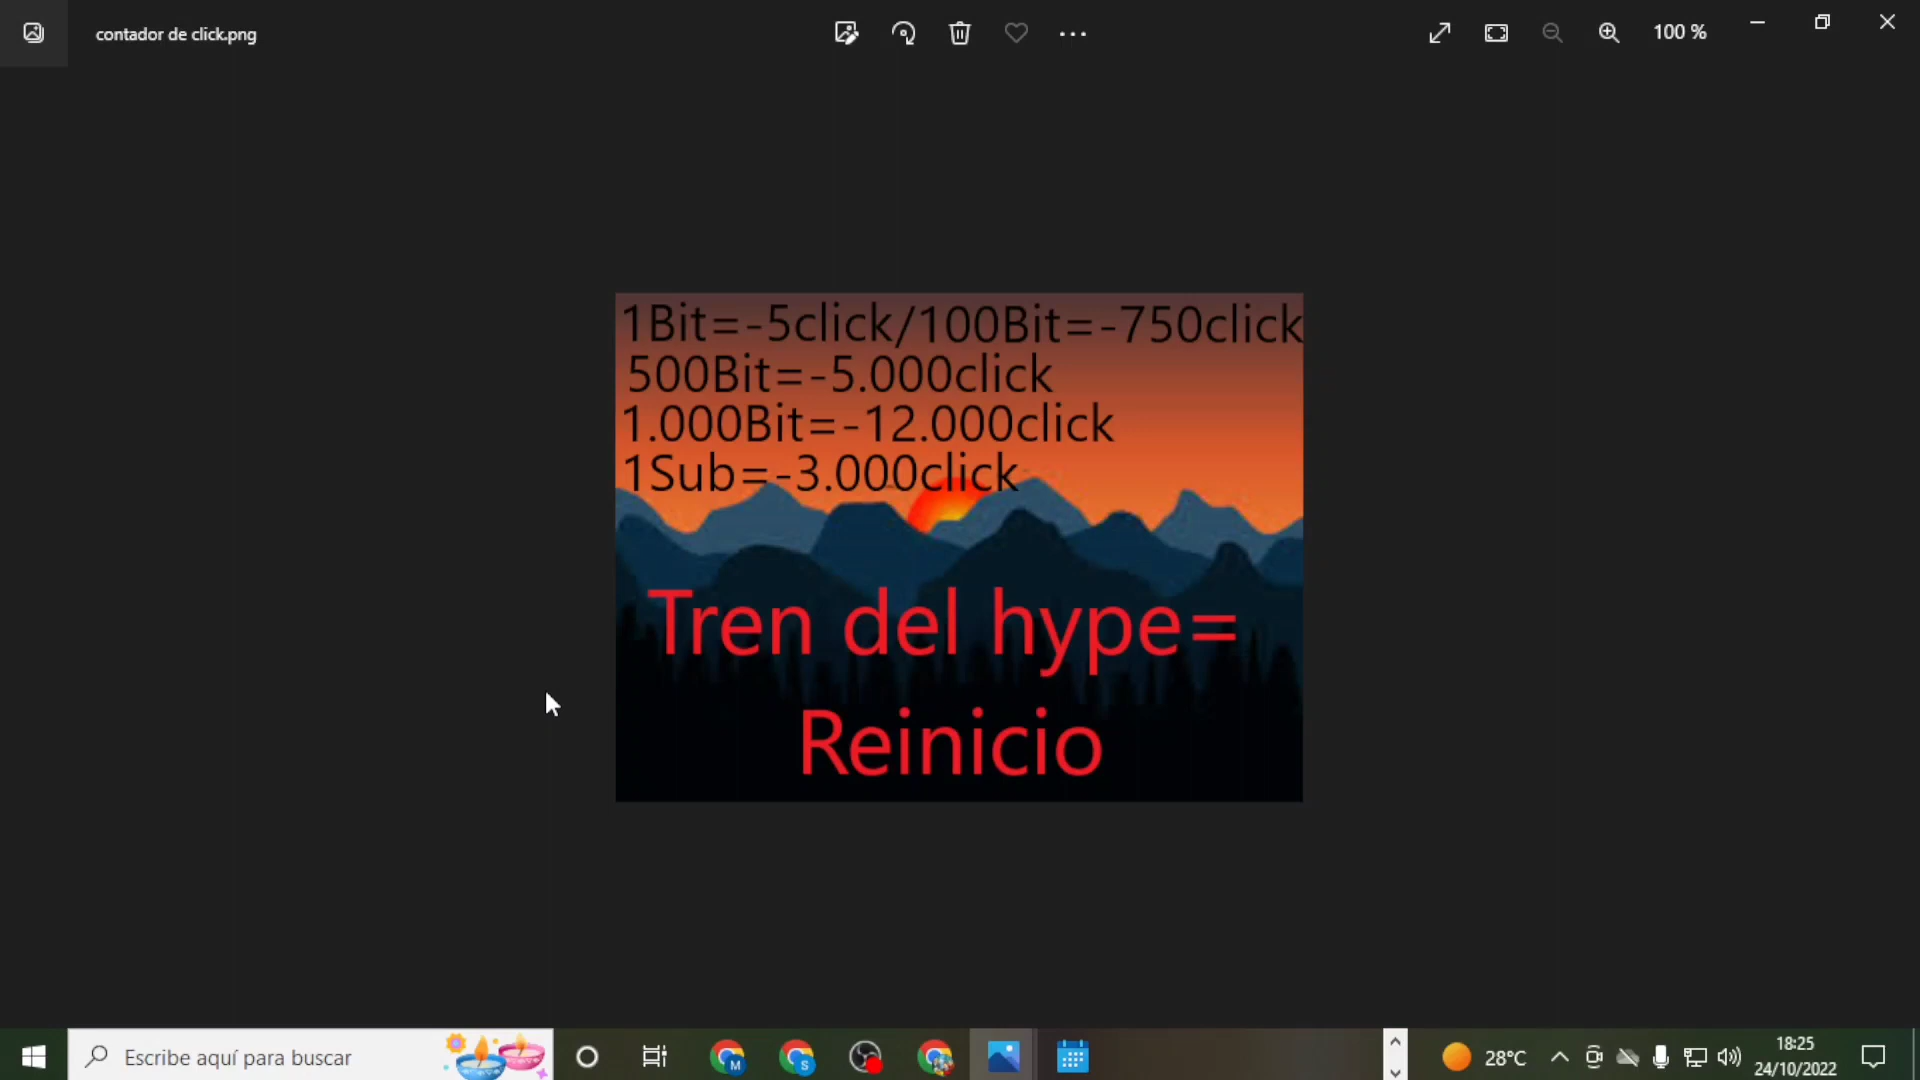 contador de click.png
100 %
1Bit=-5click/100Bit=-750click
500Bit=-5.000click
1.000Bit=-12.000click
1Sub=-3.000click
Tren del hype=
Reinicio
Escribe aquí para buscar
M
S
28°C
18:25
24/10/2022